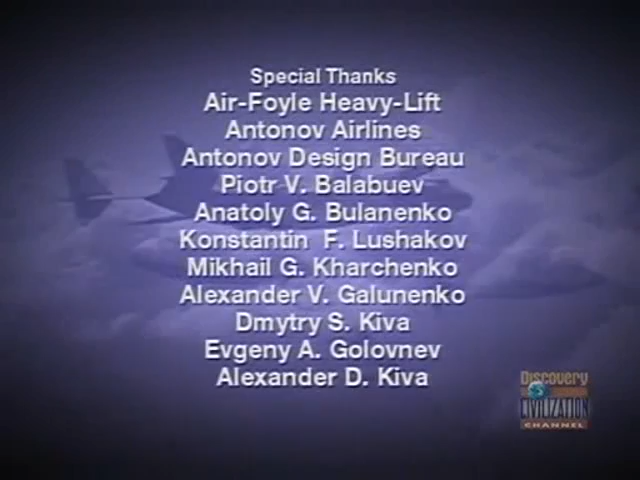 Special Thanks
Air-Foyle Heavy-Lift
Antonov Airlines
Antonov Design Bureau
Piotr V. Balabuev
Anatoly G. Bulanenko
Konstantin F. Lushakov
Mikhail G. Kharchenko
Alexander V. Galunenko
Dmytry S. Kiva
Evgeny A. Golovnev
Alexander D. Kiva
Discovery
CIVILIZATION
CHANNEL